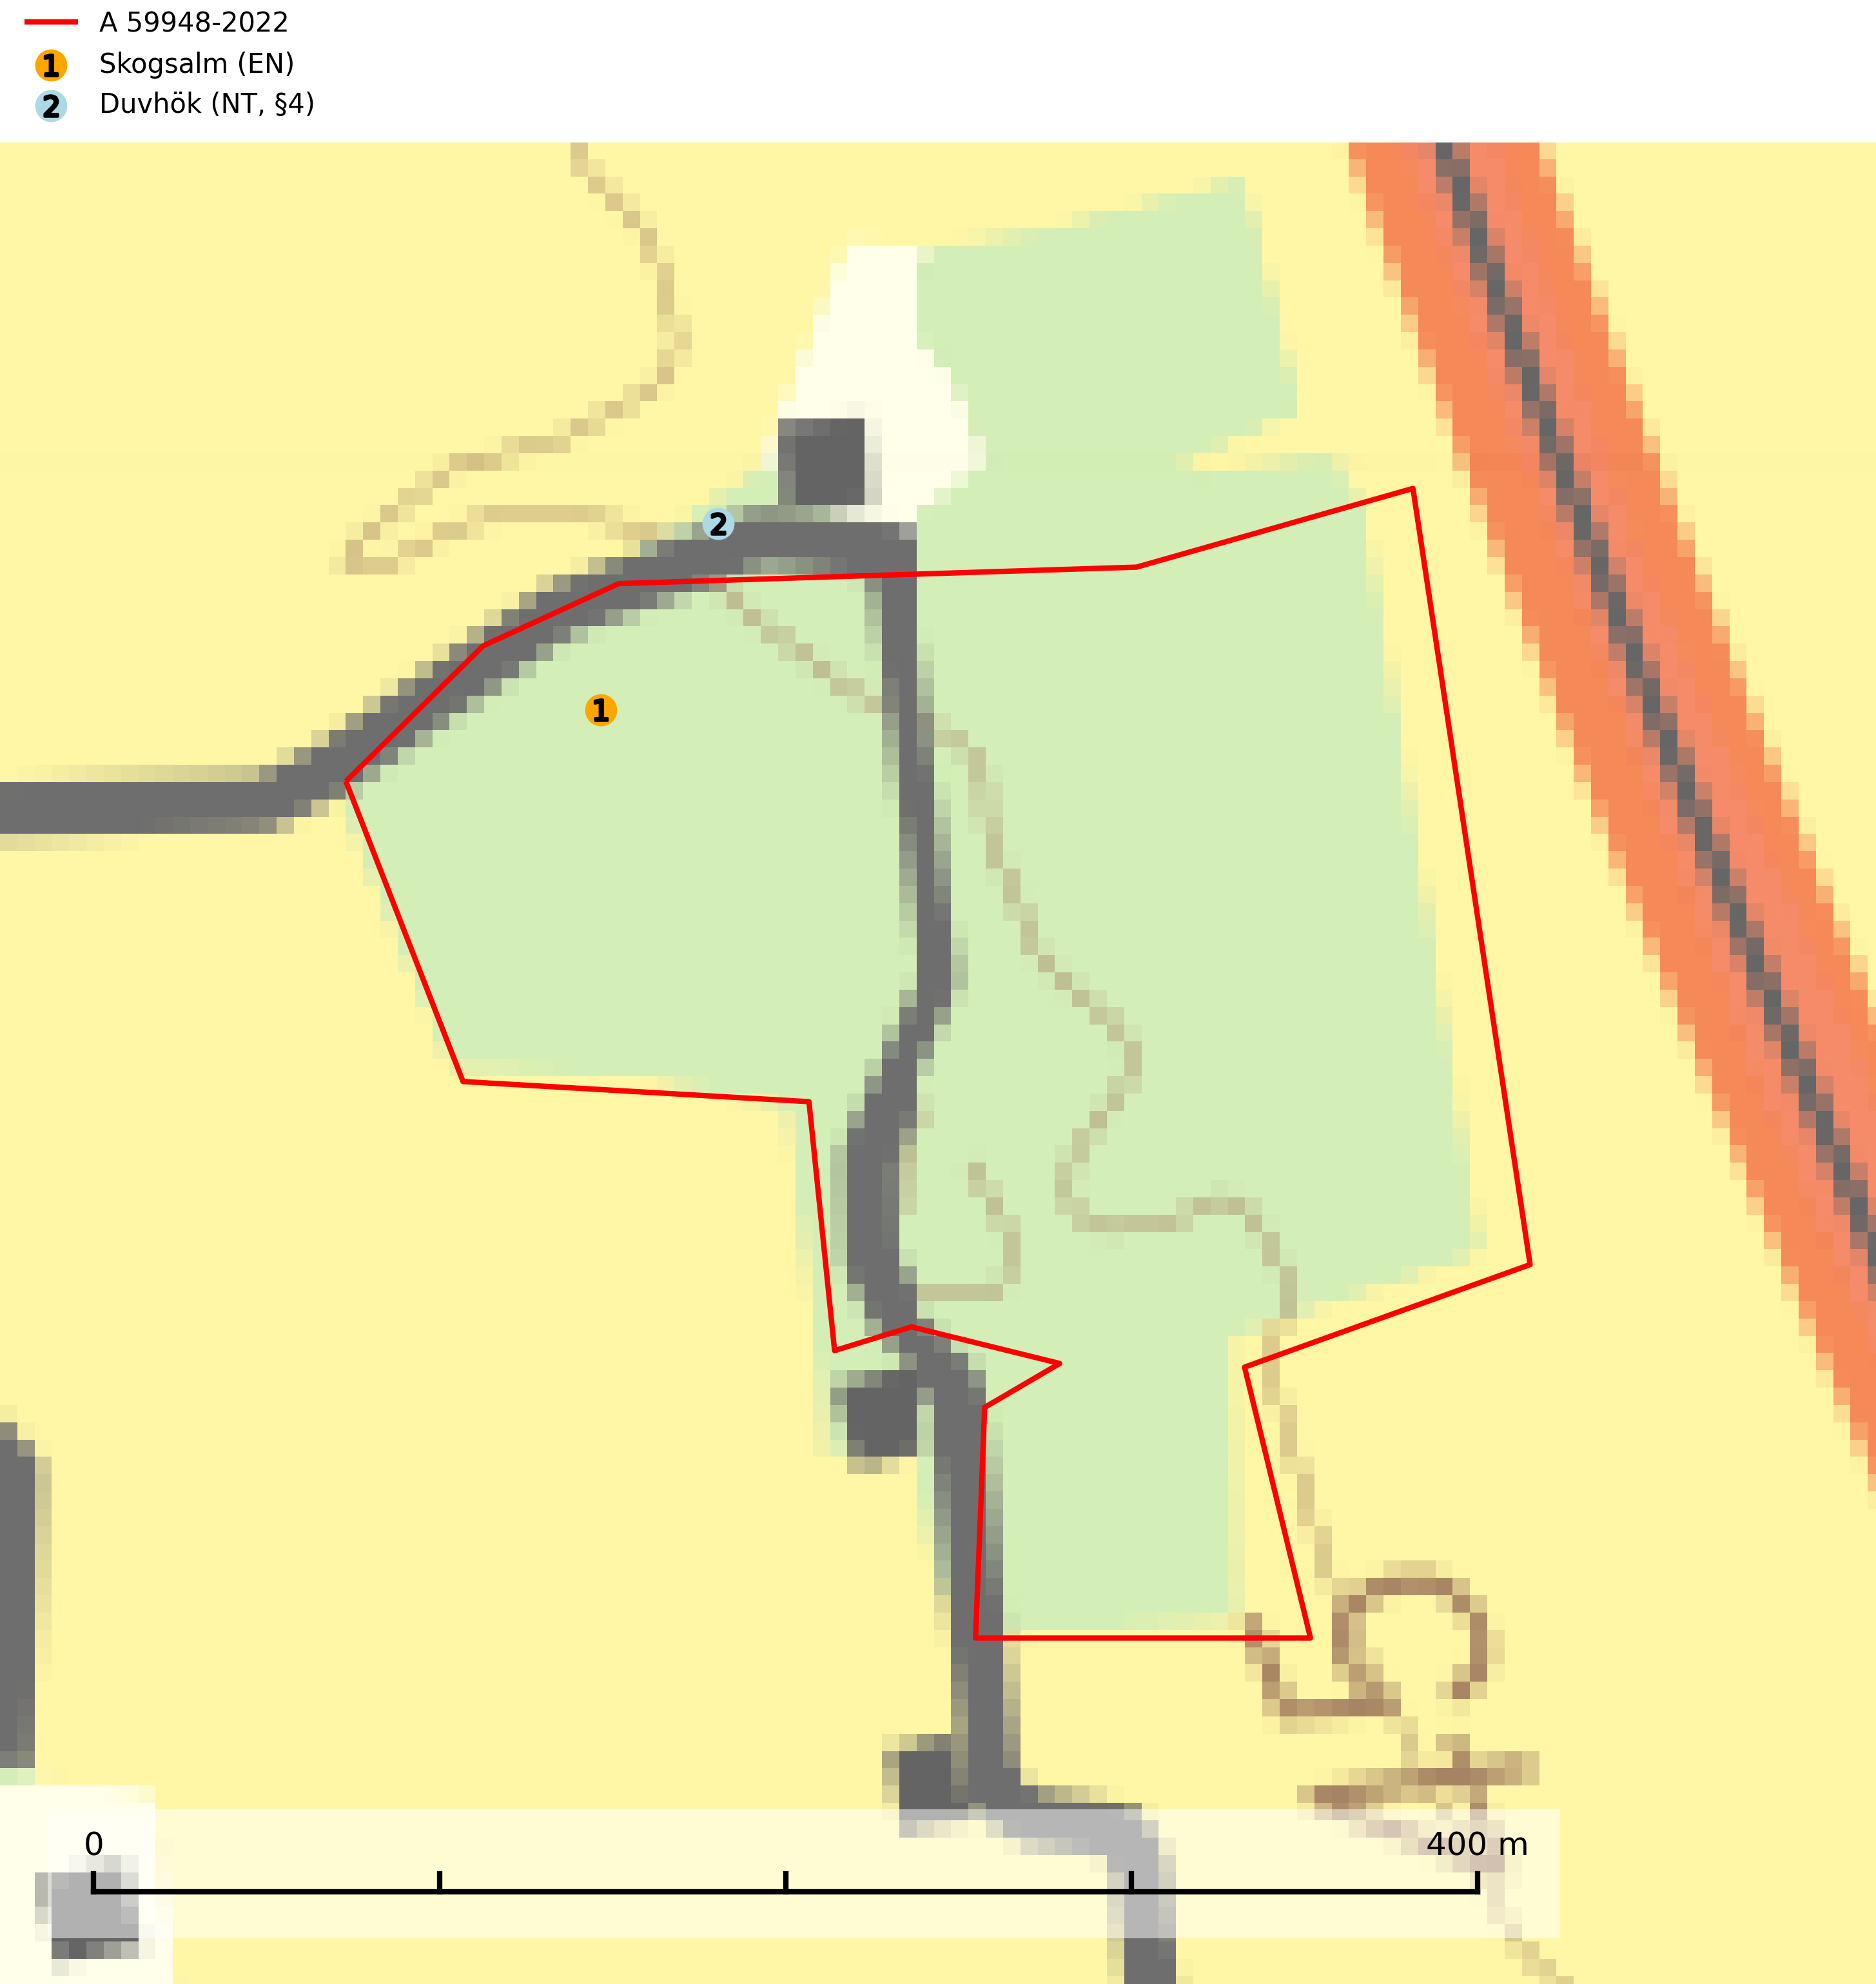 A 59948-2022
1 Skogsalm (EN)
2 Duvhök (NT, §4)
2
1
0 400 m